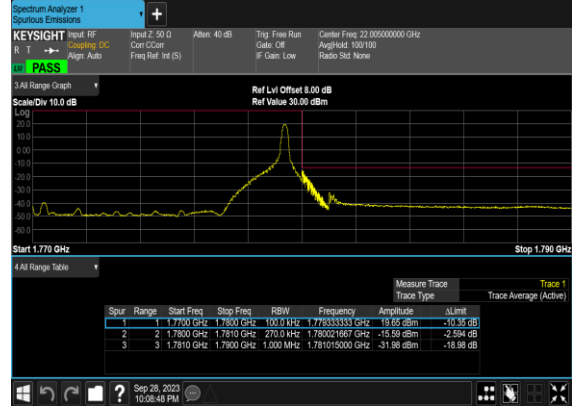 Spectrum Analyzer 1
Spurious Emissions
+
KEYSIGHT Input: RF Input Z: 50 Ω Atten: 40 dB Trig: Free Run Center Freq: 22.005000000 GHz
R T Coupling: DC Corr CCorr Gate: Off Avg|Hold: 100/100
Align: Auto Freq Ref: Int (S) IF Gain: Low Radio Std: None
PASS
3 All Range Graph
Ref Lvl Offset 8.00 dB
Scale/Div 10.0 dB Ref Value 30.00 dBm
Log
20.0
10.0
0.00
-10.0
-20.0
-30.0
-40.0
-50.0
-60.0
Start 1.770 GHz Stop 1.790 GHz
4 All Range Table
Measure Trace Trace 1
Trace Type Trace Average (Active)
Spur Range Start Freq Stop Freq RBW Frequency Amplitude ΔLimit
1 1 1.7700 GHz 1.7800 GHz 100.0 kHz 1.779333333 GHz 19.65 dBm -10.35 dB
2 2 1.7800 GHz 1.7810 GHz 270.0 kHz 1.780021667 GHz -15.59 dBm -2.594 dB
3 3 1.7810 GHz 1.7900 GHz 1.000 MHz 1.781015000 GHz -31.98 dBm -18.98 dB
? Sep 28, 2023
10:08:48 PM